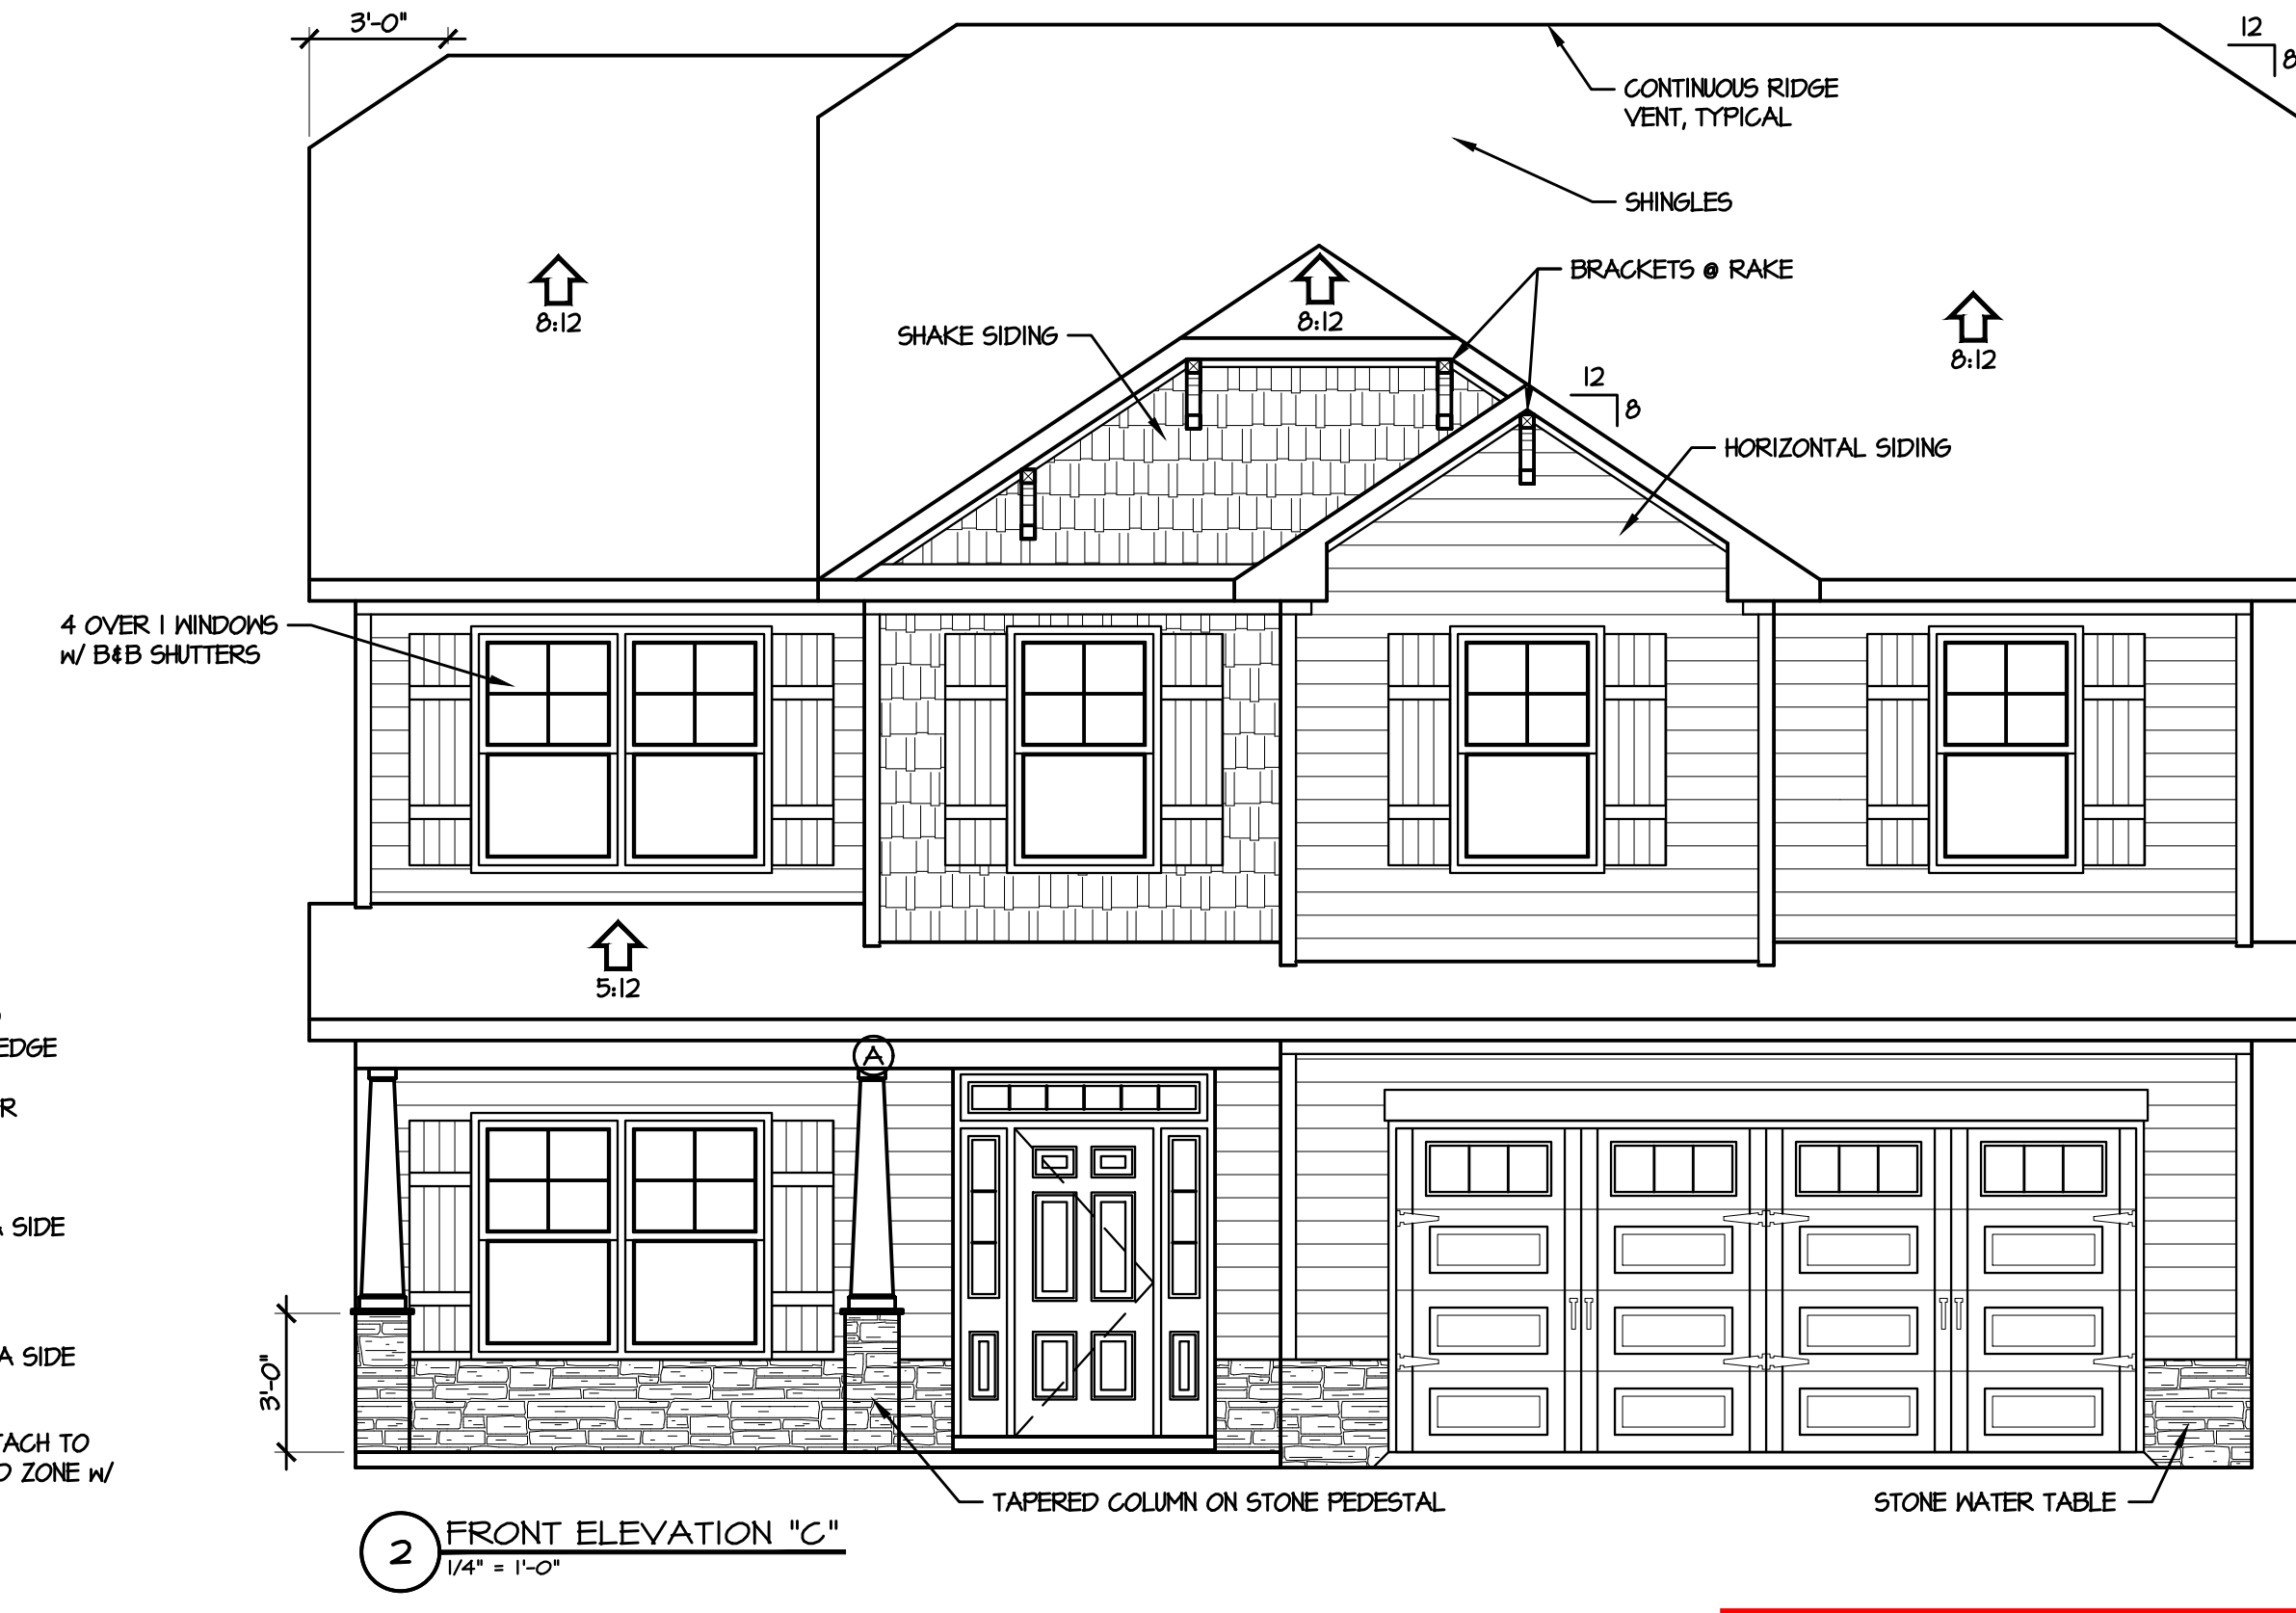 3'-0"
12
8
CONTINUOUS RIDGE
VENT, TYPICAL
SHINGLES
BRACKETS @ RAKE
8:12
8:12
8:12
SHAKE SIDING
12
8
HORIZONTAL SIDING
4 OVER 1 WINDOWS
W/ B&B SHUTTERS
5:12
EDGE
A
R
SIDE
3'-0"
A SIDE
TACH TO
O ZONE W/
TAPERED COLUMN ON STONE PEDESTAL
STONE WATER TABLE
2
FRONT ELEVATION "C"
1/4" = 1'-0"